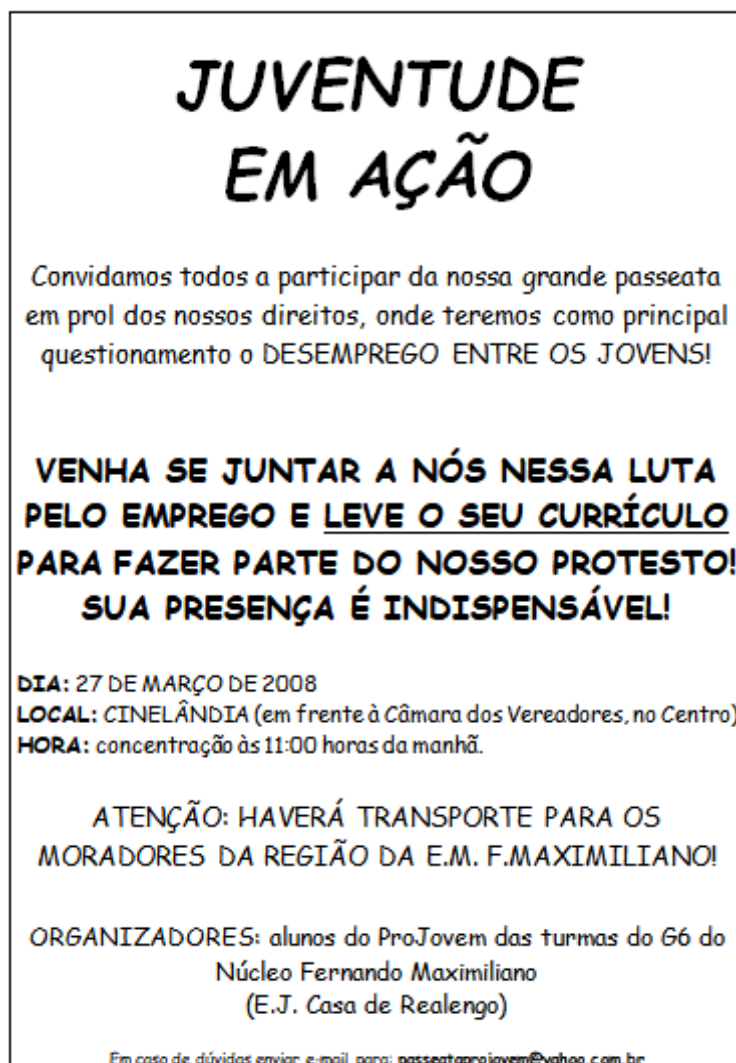 JUVENTUDE
EM AÇÃO
Convidamos todos a participar da nossa grande passeata
em prol dos nossos direitos, onde teremos como principal
questionamento o DESEMPREGO ENTRE OS JOVENS!
VENHA SE JUNTAR A NÓS NESSA LUTA
PELO EMPREGO E LEVE O SEU CURRÍCULO
PARA FAZER PARTE DO NOSSO PROTESTO!
SUA PRESENÇA É INDISPENSÁVEL!
DIA: 27 DE MARÇO DE 2008
LOCAL: CINELÂNDIA (em frente à Câmara dos Vereadores, no Centro)
HORA: concentração às 11:00 horas da manhã.
ATENÇÃO: HAVERÁ TRANSPORTE PARA OS
MORADORES DA REGIÃO DA E.M. F.MAXIMILIANO!
ORGANIZADORES: alunos do ProJovem das turmas do G6 do
Núcleo Fernando Maximiliano
(E.J. Casa de Realengo)
Em caso de dúvidas enviar e-mail para: passeataprojovem@yahoo.com.br